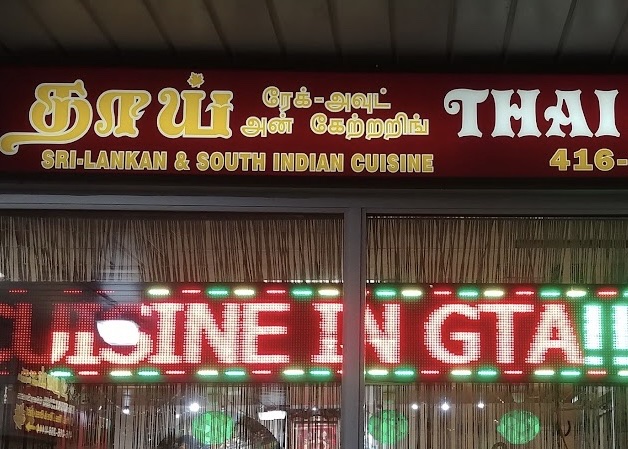 தாய்
ரேக்-அவுட்
அன் கேற்றறிங்
THAI
SRI-LANKAN & SOUTH INDIAN CUISINE
416-
CUISINE IN GTA!!